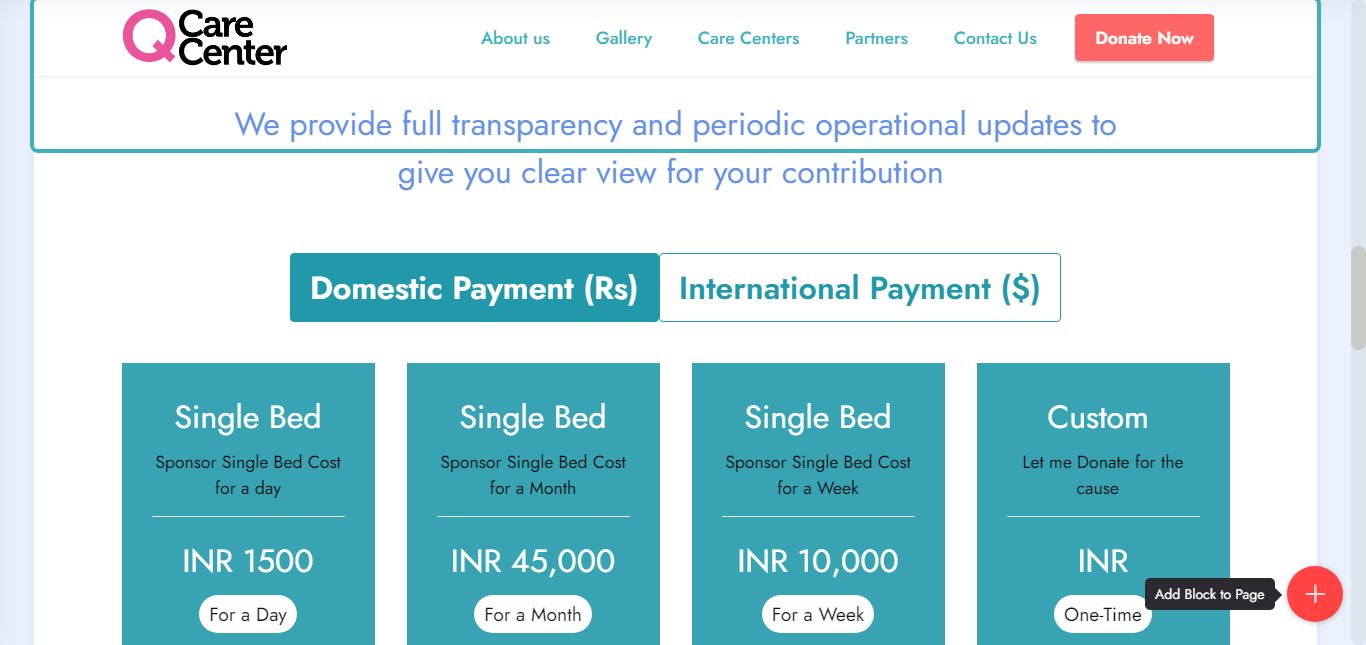 Care
Center
About us
Gallery
Care Centers
Partners
Contact Us
Donate Now
We provide full transparency and periodic operational updates to
give you clear view for your contribution
Domestic Payment (Rs)
International Payment ($)
Single Bed
Sponsor Single Bed Cost
for a day
INR 1500
For a Day
Single Bed
Sponsor Single Bed Cost
for a Month
INR 45,000
For a Month
Single Bed
Sponsor Single Bed Cost
for a Week
INR 10,000
For a Week
Custom
Let me Donate for the
cause
INR
One-Time
Add Block to Page